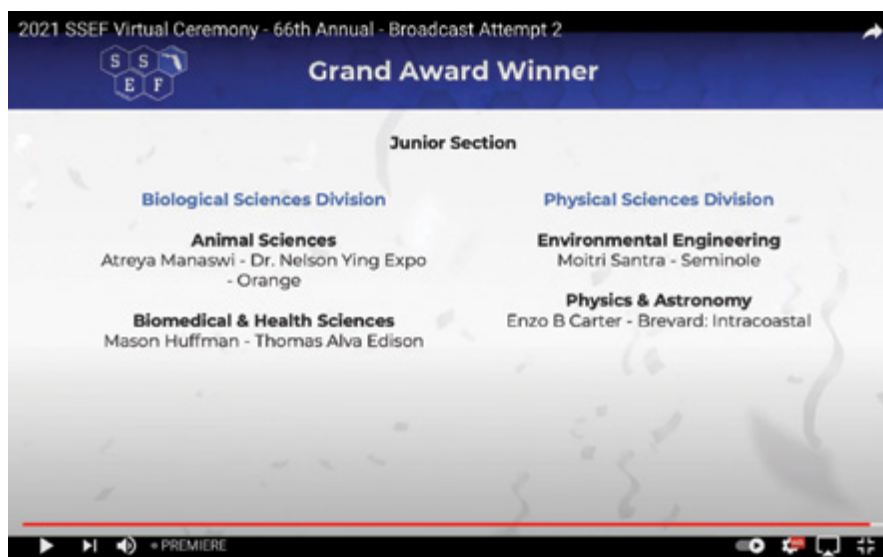 2021 SSEF Virtual Ceremony - 66th Annual - Broadcast Attempt 2
S S
E F
Grand Award Winner
Junior Section
Biological Sciences Division
Animal Sciences
Atreya Manaswi - Dr. Nelson Ying Expo
- Orange
Biomedical & Health Sciences
Mason Huffman - Thomas Alva Edison
Physical Sciences Division
Environmental Engineering
Moitri Santra - Seminole
Physics & Astronomy
Enzo B Carter - Brevard: Intracoastal
PREMIERE